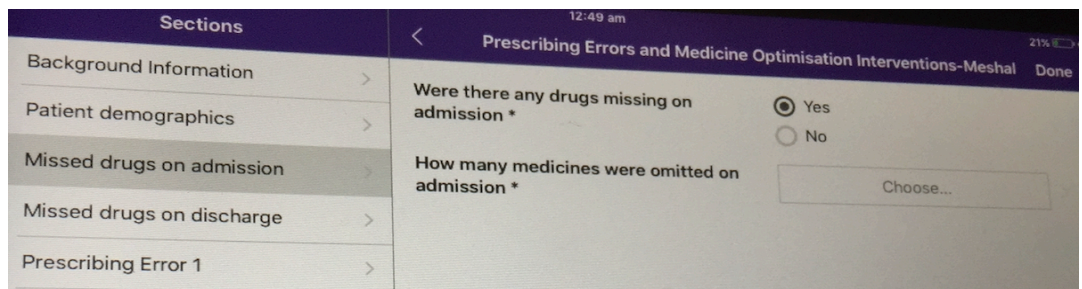 12:49 am
21%
Sections
Prescribing Errors and Medicine Optimisation Interventions-Meshal
Done
Background Information
Patient demographics
Missed drugs on admission
Missed drugs on discharge
Prescribing Error 1
Were there any drugs missing on
admission *
Yes
No
How many medicines were omitted on
admission *
Choose...